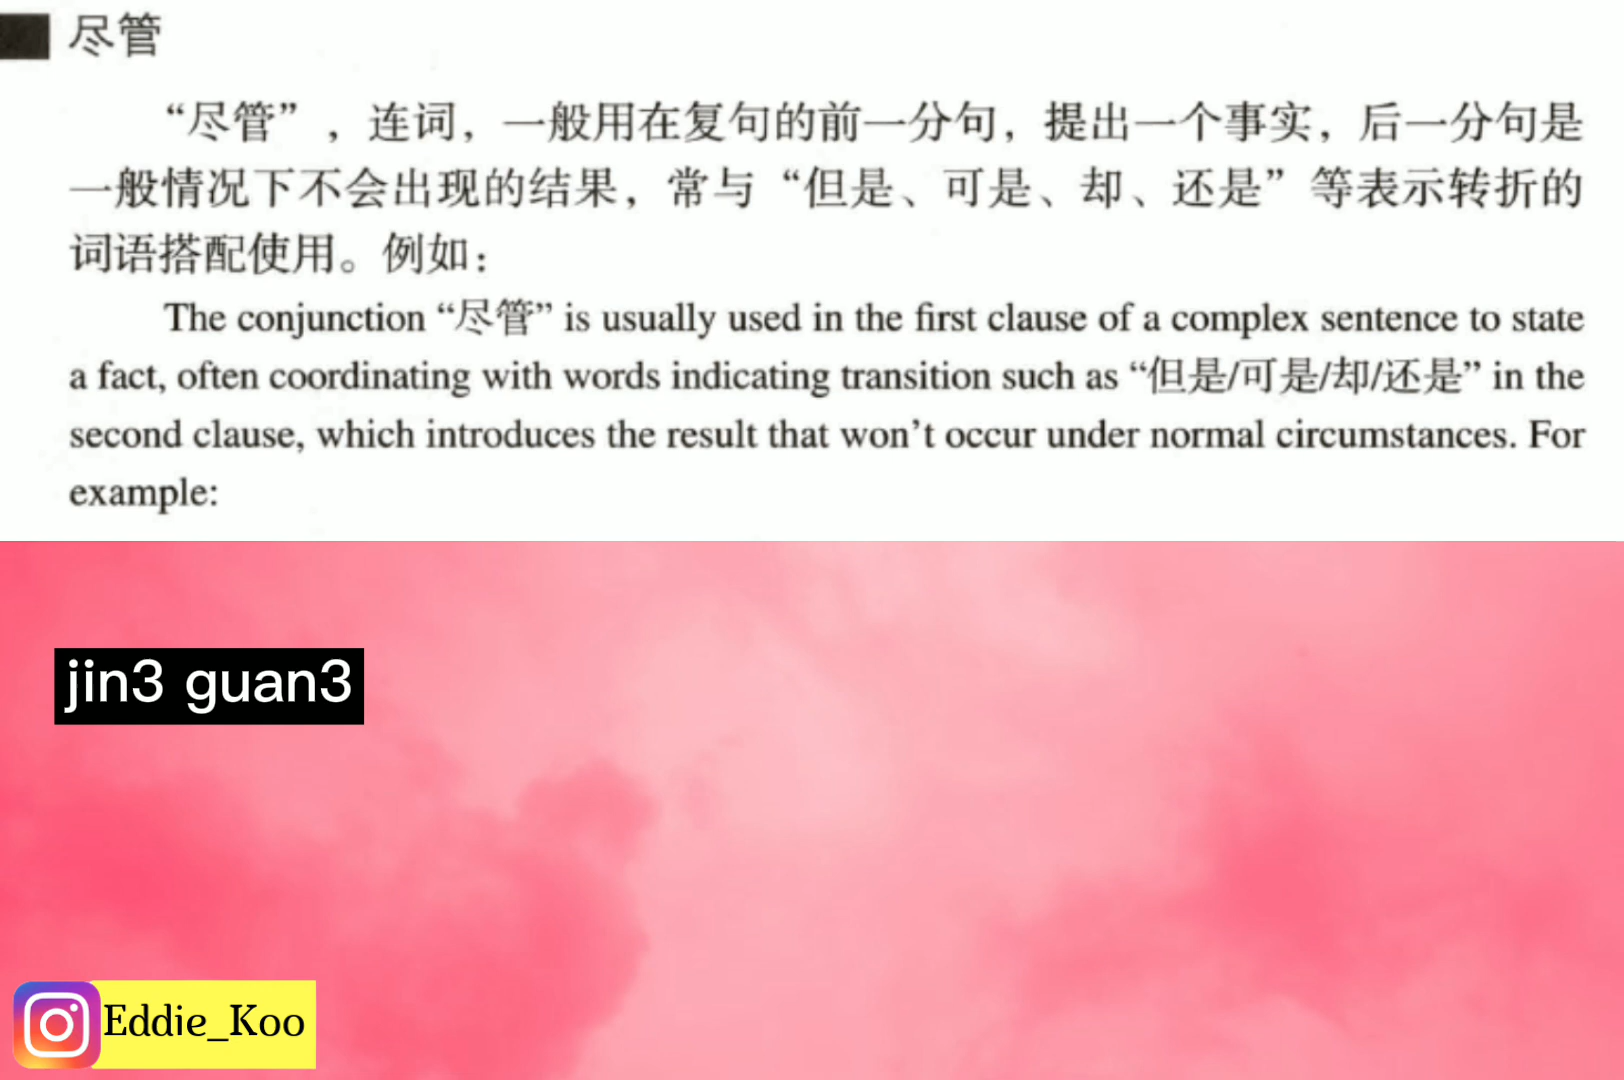 尽管
“尽管”，连词，一般用在复句的前一分句，提出一个事实，后一分句是
一般情况下不会出现的结果，常与“但是、可是、却、还是”等表示转折的
词语搭配使用。例如：
The conjunction “尽管” is usually used in the first clause of a complex sentence to state
a fact, often coordinating with words indicating transition such as “但是/可是/却/还是” in the
second clause, which introduces the result that won’t occur under normal circumstances. For
example:
jin3 guan3
Eddie_Koo